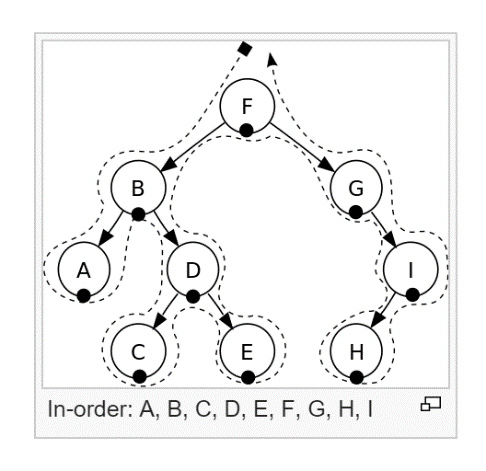 F
B G
A D I
C E H
In-order: A, B, C, D, E, F, G, H, I